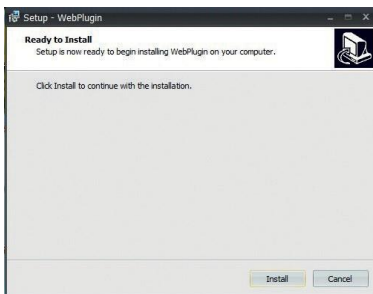 Setup - WebPlugin
Ready to Install
Setup is now ready to begin installing WebPlugin on your computer.
Click Install to continue with the installation.
Install
Cancel